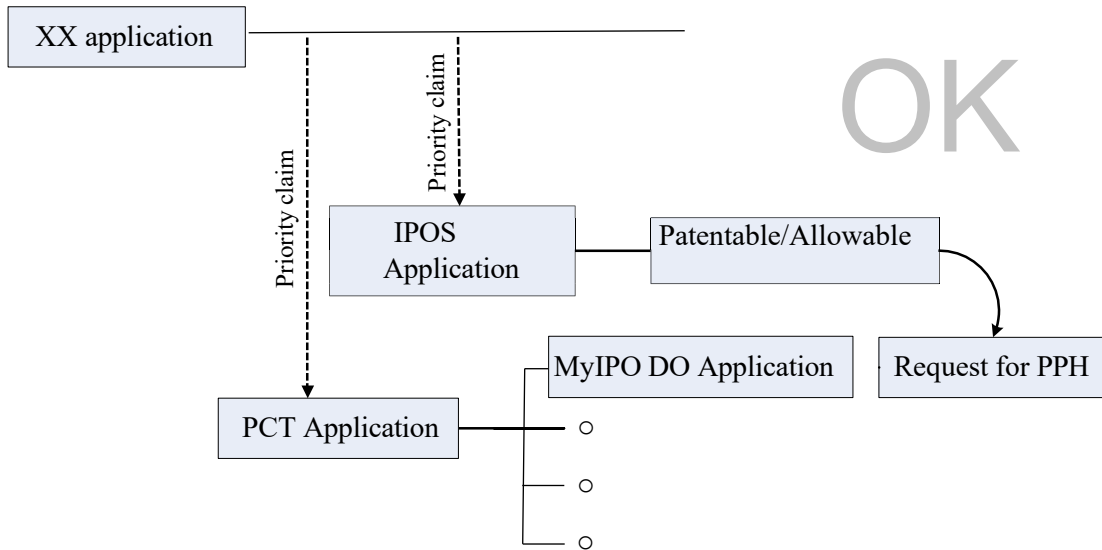 XX application
OK
Priority claim
Priority claim
IPOS
Application
Patentable/Allowable
MyIPO DO Application
Request for PPH
PCT Application